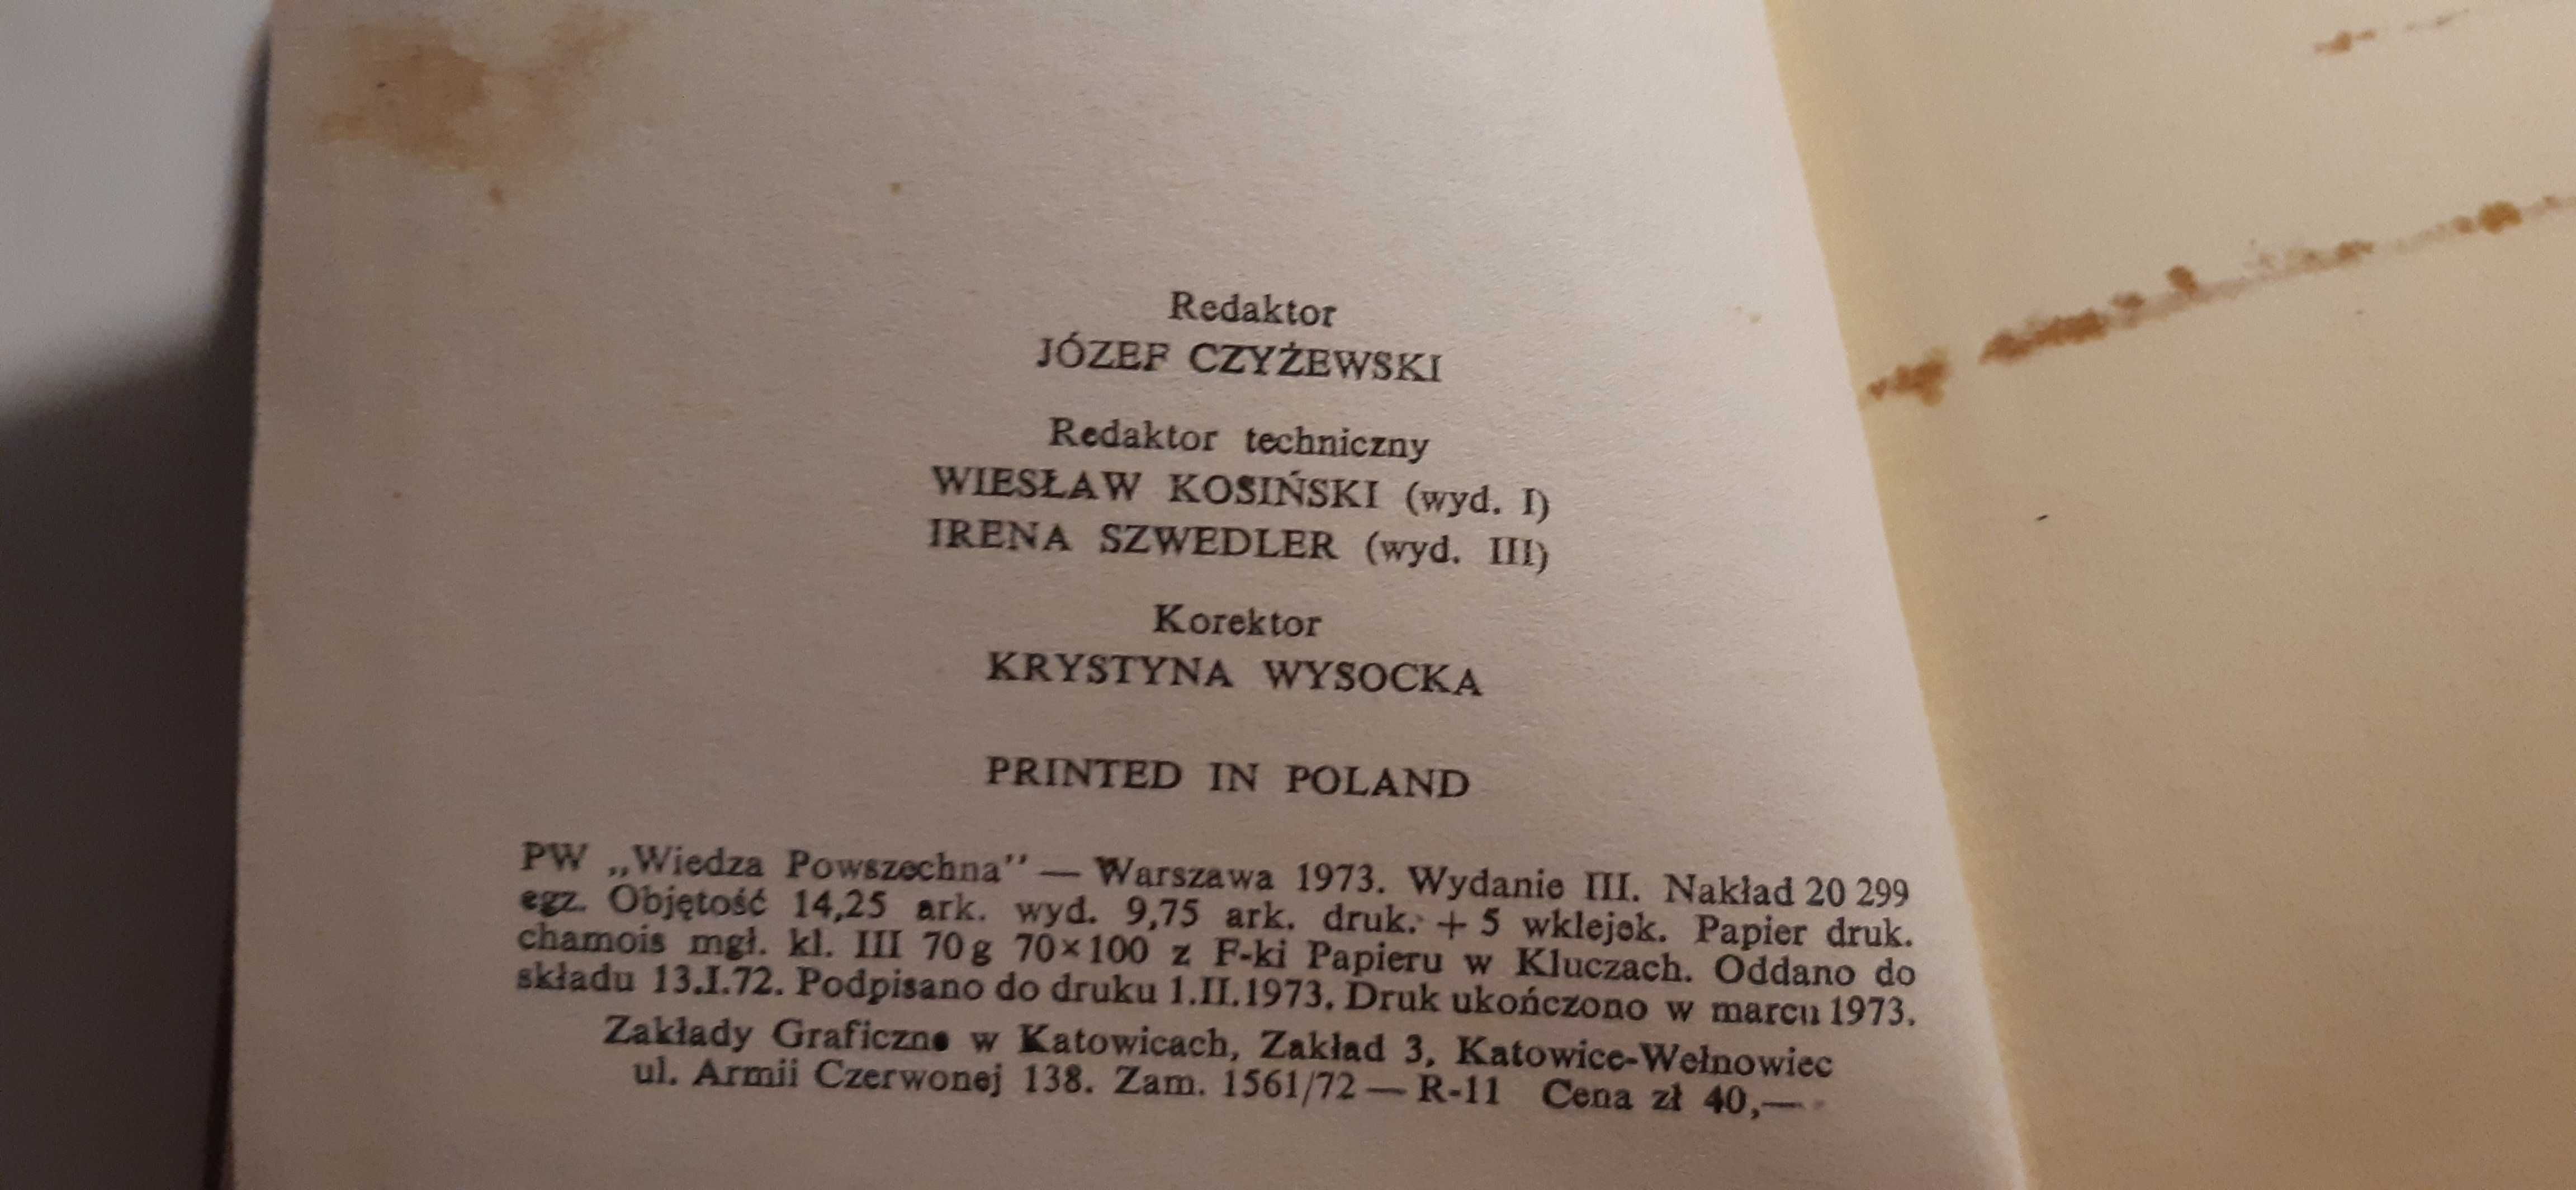 Redaktor
JÓZEF CZYŻEWSKI
Redaktor techniczny
WIESŁAW KOSIŃSKI (wyd. I)
IRENA SZWEDLER (wyd. III)
Korektor
KRYSTYNA WYSOCKA
PRINTED IN POLAND
PW „Wiedza Powszechna” — Warszawa 1973. Wydanie III. Nakład 20 299
egz. Objętość 14,25 ark. wyd. 9,75 ark. druk. + 5 wklejek. Papier druk.
chamois mgł. kl. III 70 g 70×100 z F-ki Papieru w Kluczach. Oddano do
składu 13.I.72. Podpisano do druku 1.II.1973. Druk ukończono w marcu 1973.
Zakłady Graficzne w Katowicach, Zakład 3, Katowice-Wełnowiec
ul. Armii Czerwonej 138. Zam. 1561/72 — R-11 Cena zł 40,—